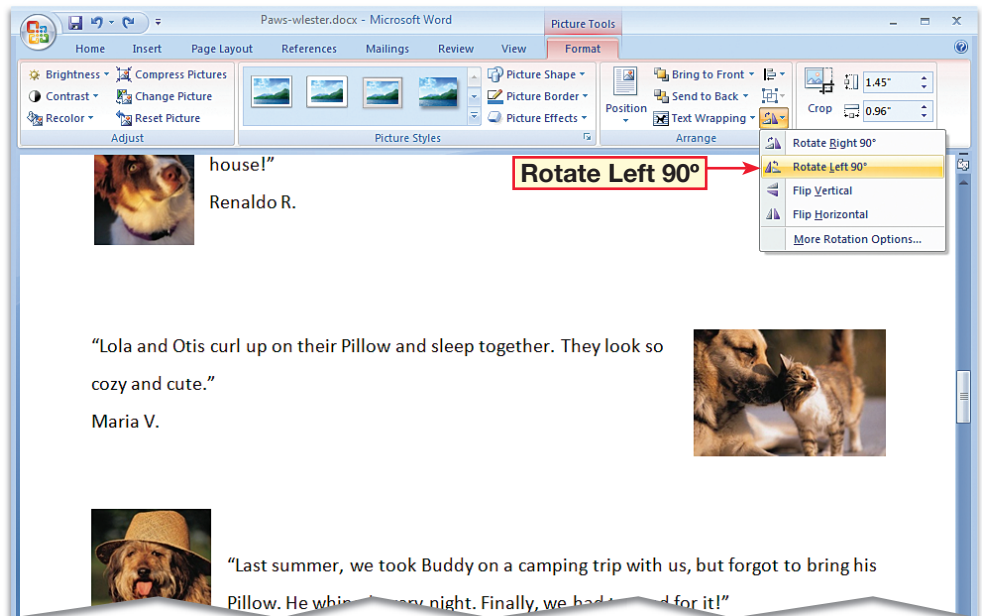 Paws-wlester.docx - Microsoft Word
Picture Tools
Home Insert Page Layout References Mailings Review View Format
Brightness Compress Pictures
Contrast Change Picture
Recolor Reset Picture
Adjust
Picture Styles
Picture Shape
Picture Border
Picture Effects
Position
Bring to Front
Send to Back
Text Wrapping
Arrange
Crop
1.45"
0.96"
Rotate Right 90°
Rotate Left 90°
Flip Vertical
Flip Horizontal
More Rotation Options...
Rotate Left 90º
house!”
Renaldo R.
“Lola and Otis curl up on their Pillow and sleep together. They look so
cozy and cute.”
Maria V.
“Last summer, we took Buddy on a camping trip with us, but forgot to bring his
Pillow. He night. Finally, we for it!”